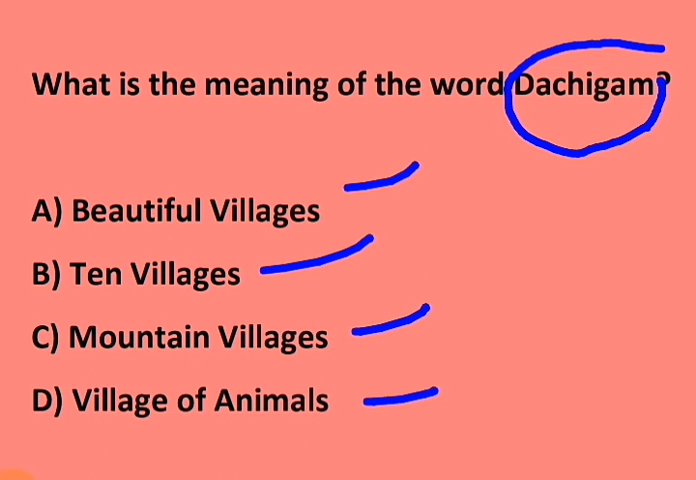 What is the meaning of the word Dachigam?
A) Beautiful Villages
B) Ten Villages
C) Mountain Villages
D) Village of Animals